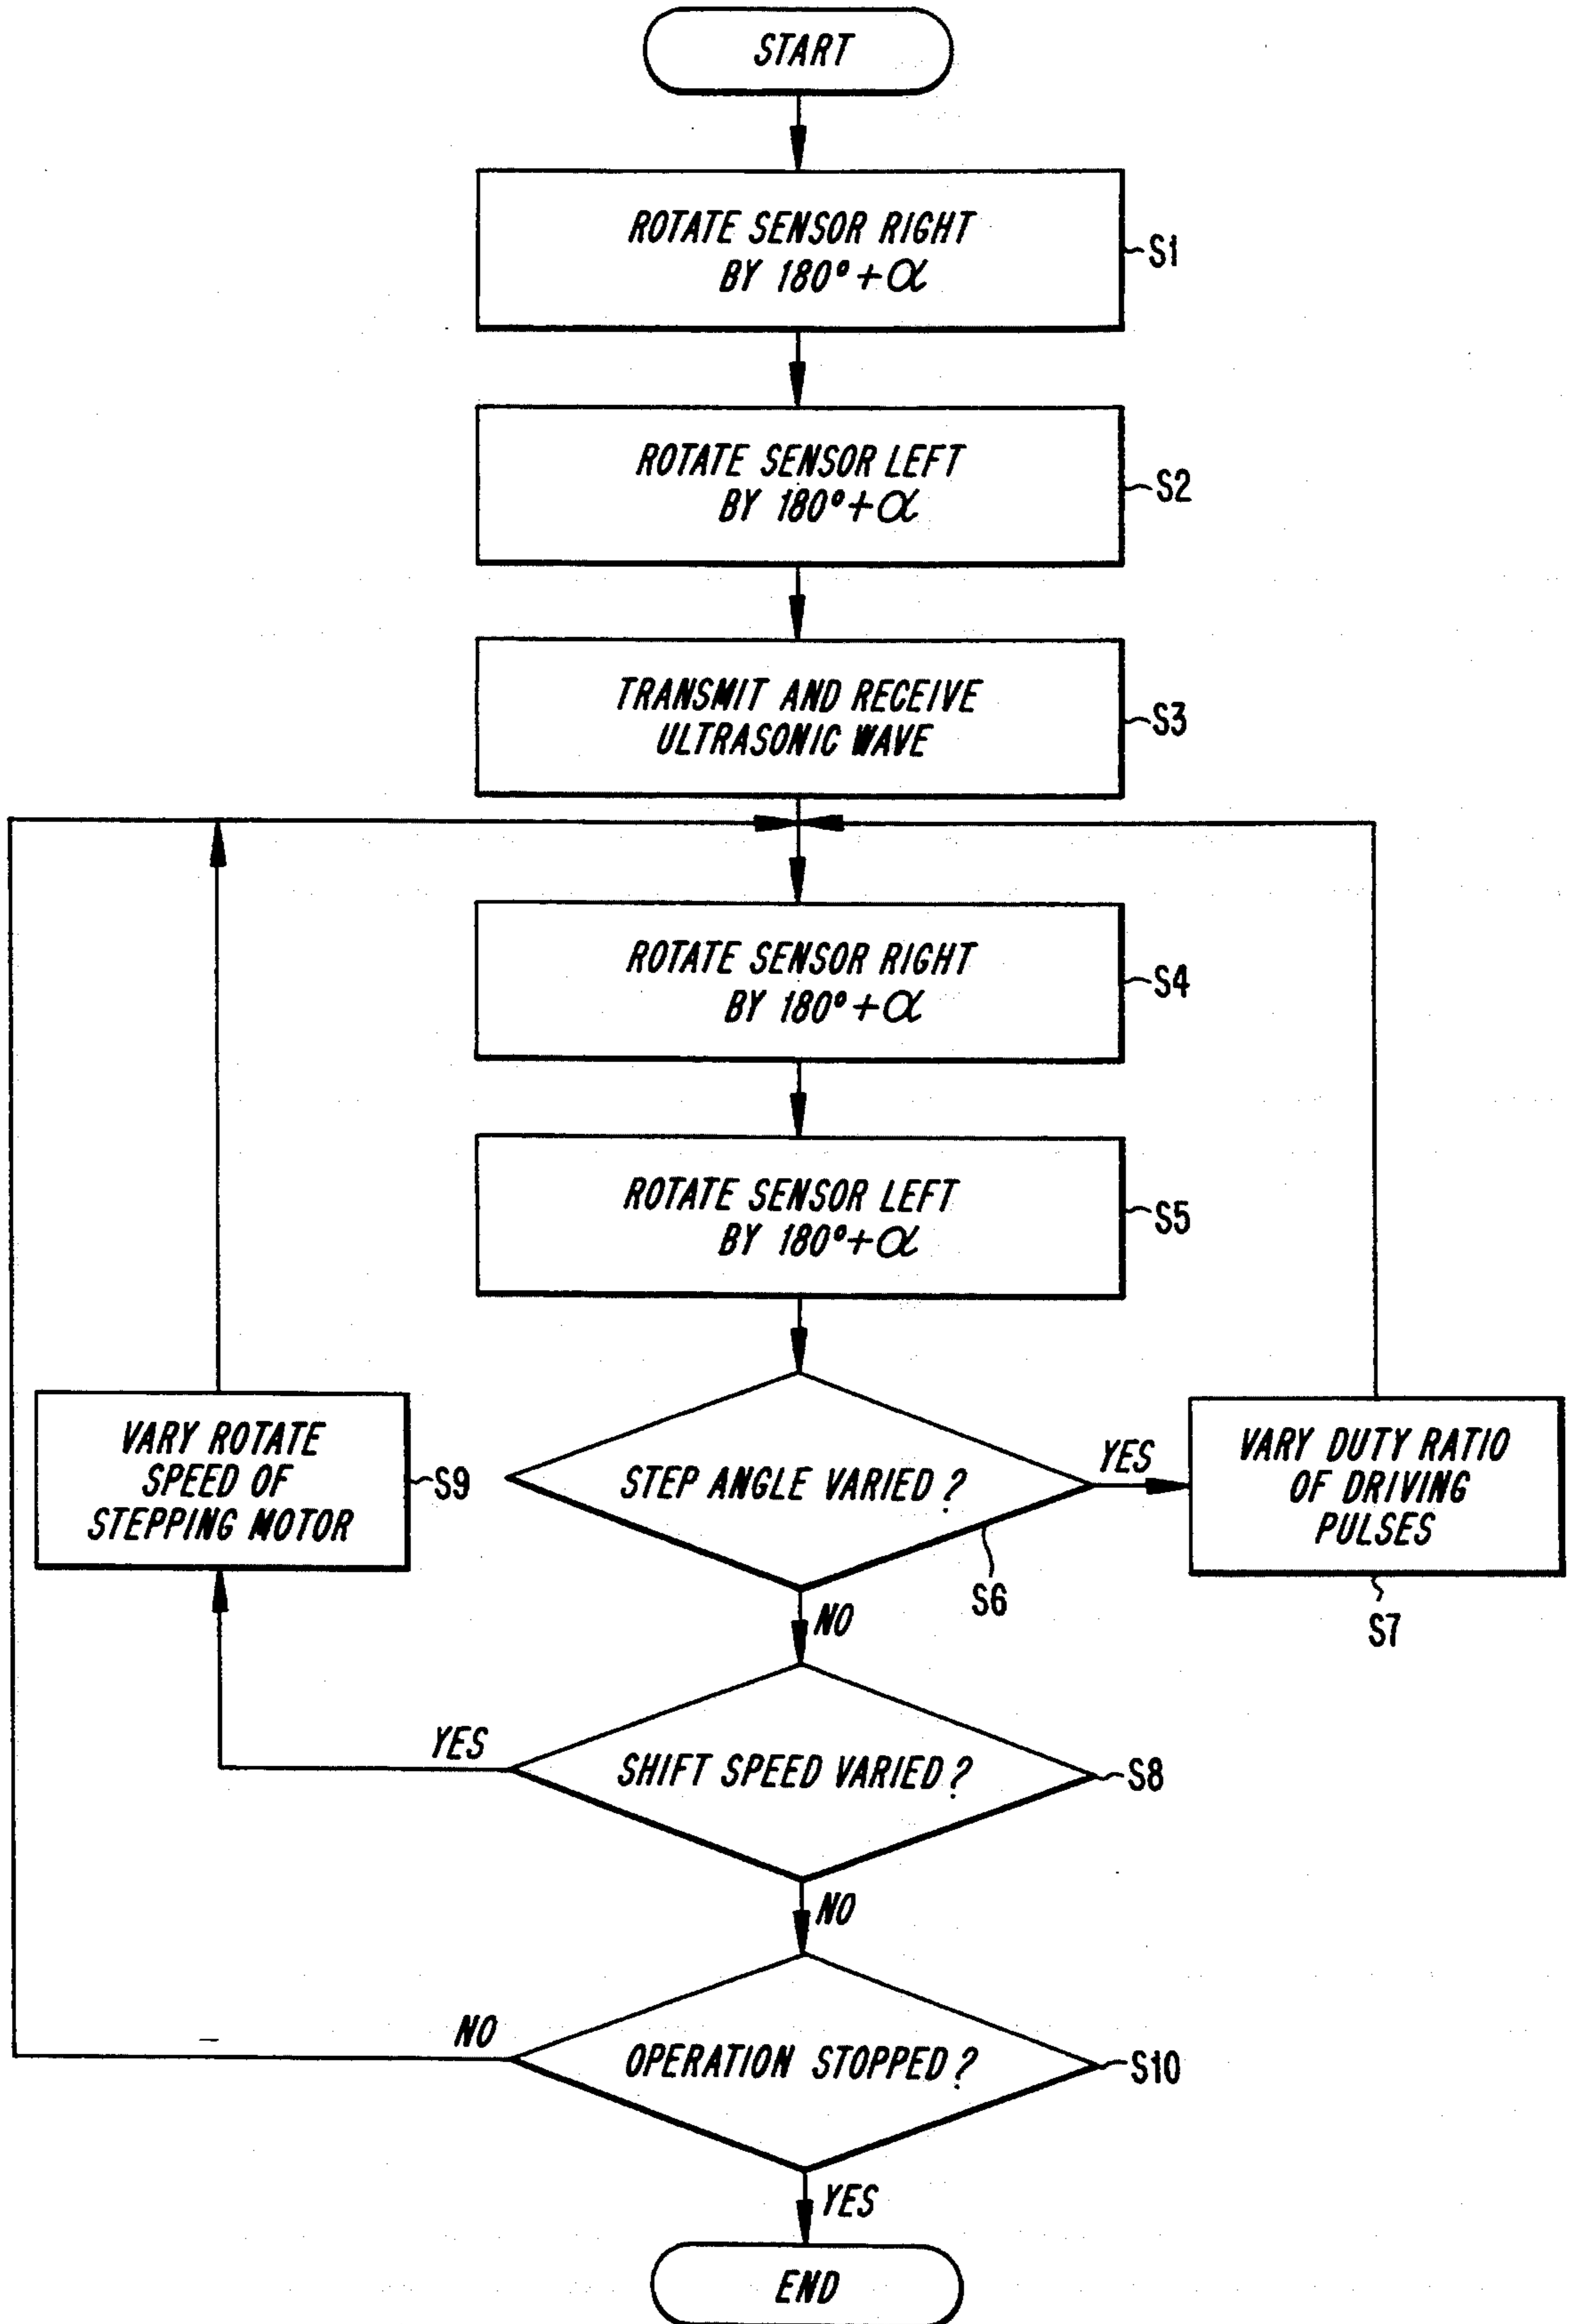 START
ROTATE SENSOR RIGHT
BY 180°+α
S1
ROTATE SENSOR LEFT
BY 180°+α
S2
TRANSMIT AND RECEIVE
ULTRASONIC WAVE
S3
ROTATE SENSOR RIGHT
BY 180°+α
S4
ROTATE SENSOR LEFT
BY 180°+α
S5
STEP ANGLE VARIED?
S6
YES
VARY DUTY RATIO
OF DRIVING
PULSES
S7
NO
SHIFT SPEED VARIED?
S8
YES
VARY ROTATE
SPEED OF
STEPPING MOTOR
S9
NO
OPERATION STOPPED?
S10
NO
YES
END